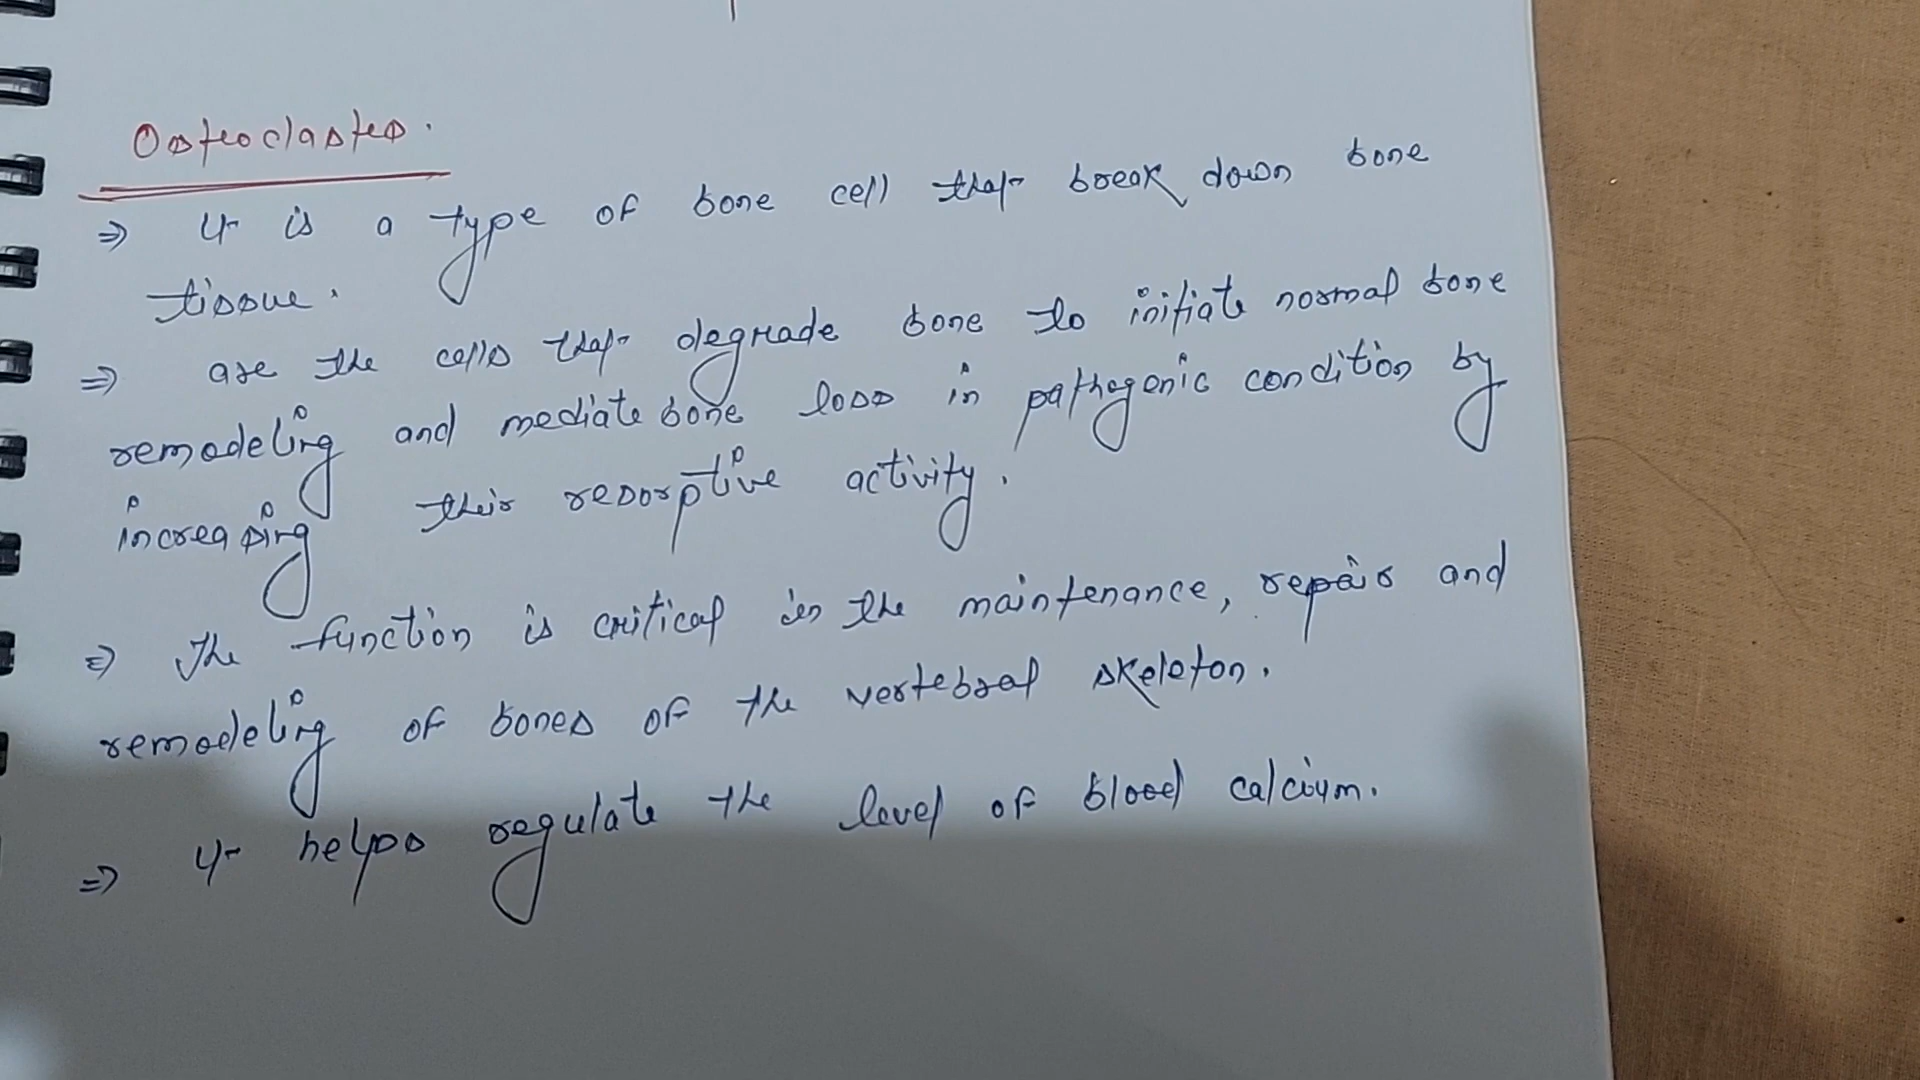 Osteoclastes.
⇒ It is a type of bone cell that break down bone
tissue.
⇒ are the cells that degrade bone to initiate normal bone
remodeling and mediate bone loss in pathogenic condition by
increasing their resorptive activity.
⇒ The function is critical in the maintenance, repair and
remodeling of bones of the vertebral skeleton.
⇒ It helps regulate the level of blood calcium.